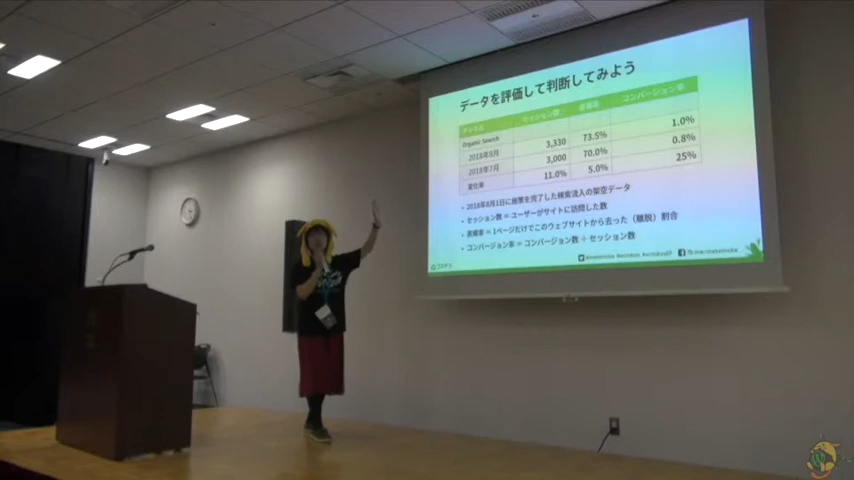 データを評価して判断してみよう
チャネル セッション数 直帰率 コンバージョン率
Organic Search
2018年8月 3,330 73.5% 1.0%
2018年7月 3,000 70.0% 0.8%
変化率 11.0% 5.0% 25%
• 2018年8月1日に施策を完了した検索流入の架空データ
• セッション数 = ユーザーがサイトに訪問した数
• 直帰率 = 1ページだけでこのウェブサイトから去った（離脱）割合
• コンバージョン率 = コンバージョン数 ÷ セッション数